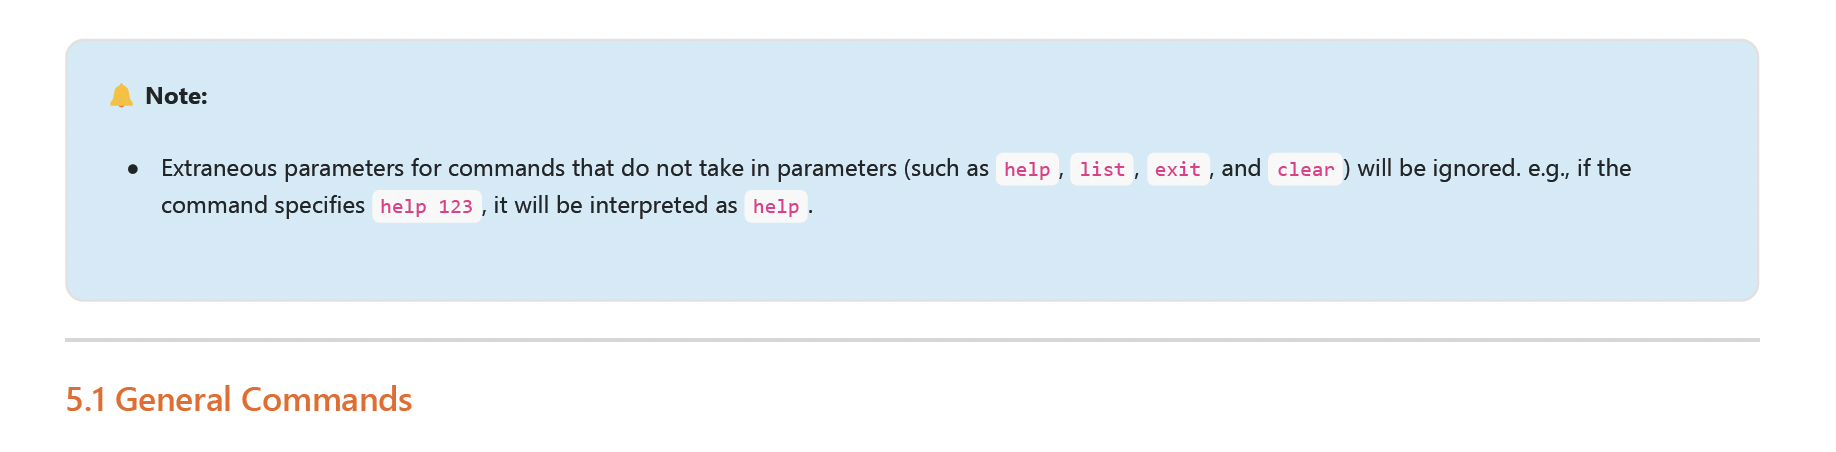 Note:
Extraneous parameters for commands that do not take in parameters (such as help, list, exit, and clear) will be ignored. e.g., if the
command specifies help 123, it will be interpreted as help.
5.1 General Commands